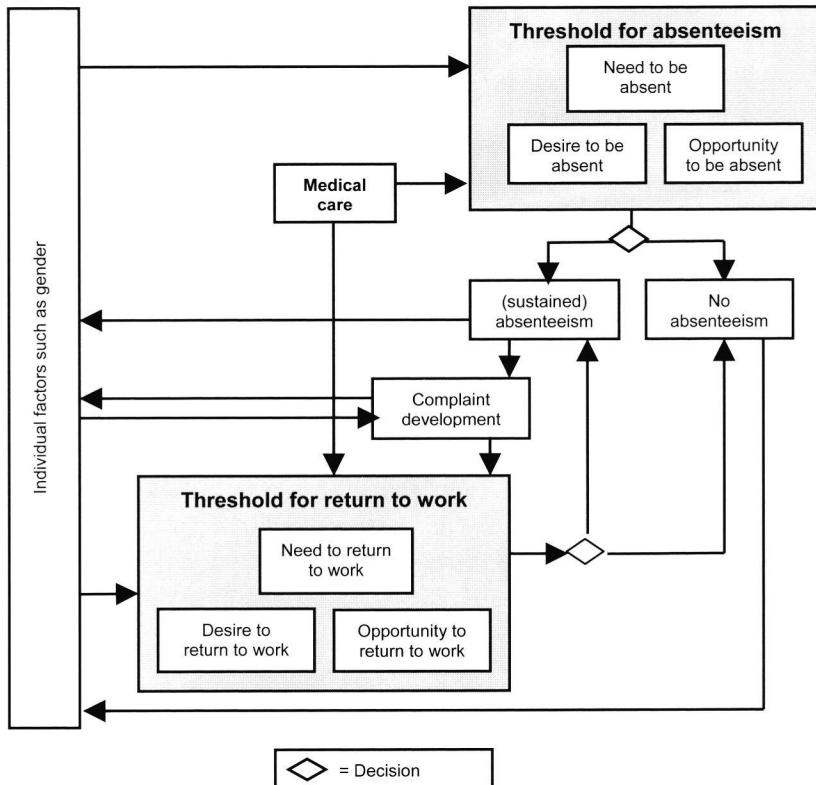 Threshold for absenteeism
Need to be
absent
Desire to be
absent
Opportunity
to be absent
Medical
care
Individual factors such as gender
(sustained)
absenteeism
No
absenteeism
Complaint
development
Threshold for return to work
Need to return
to work
Desire to
return to work
Opportunity to
return to work
= Decision